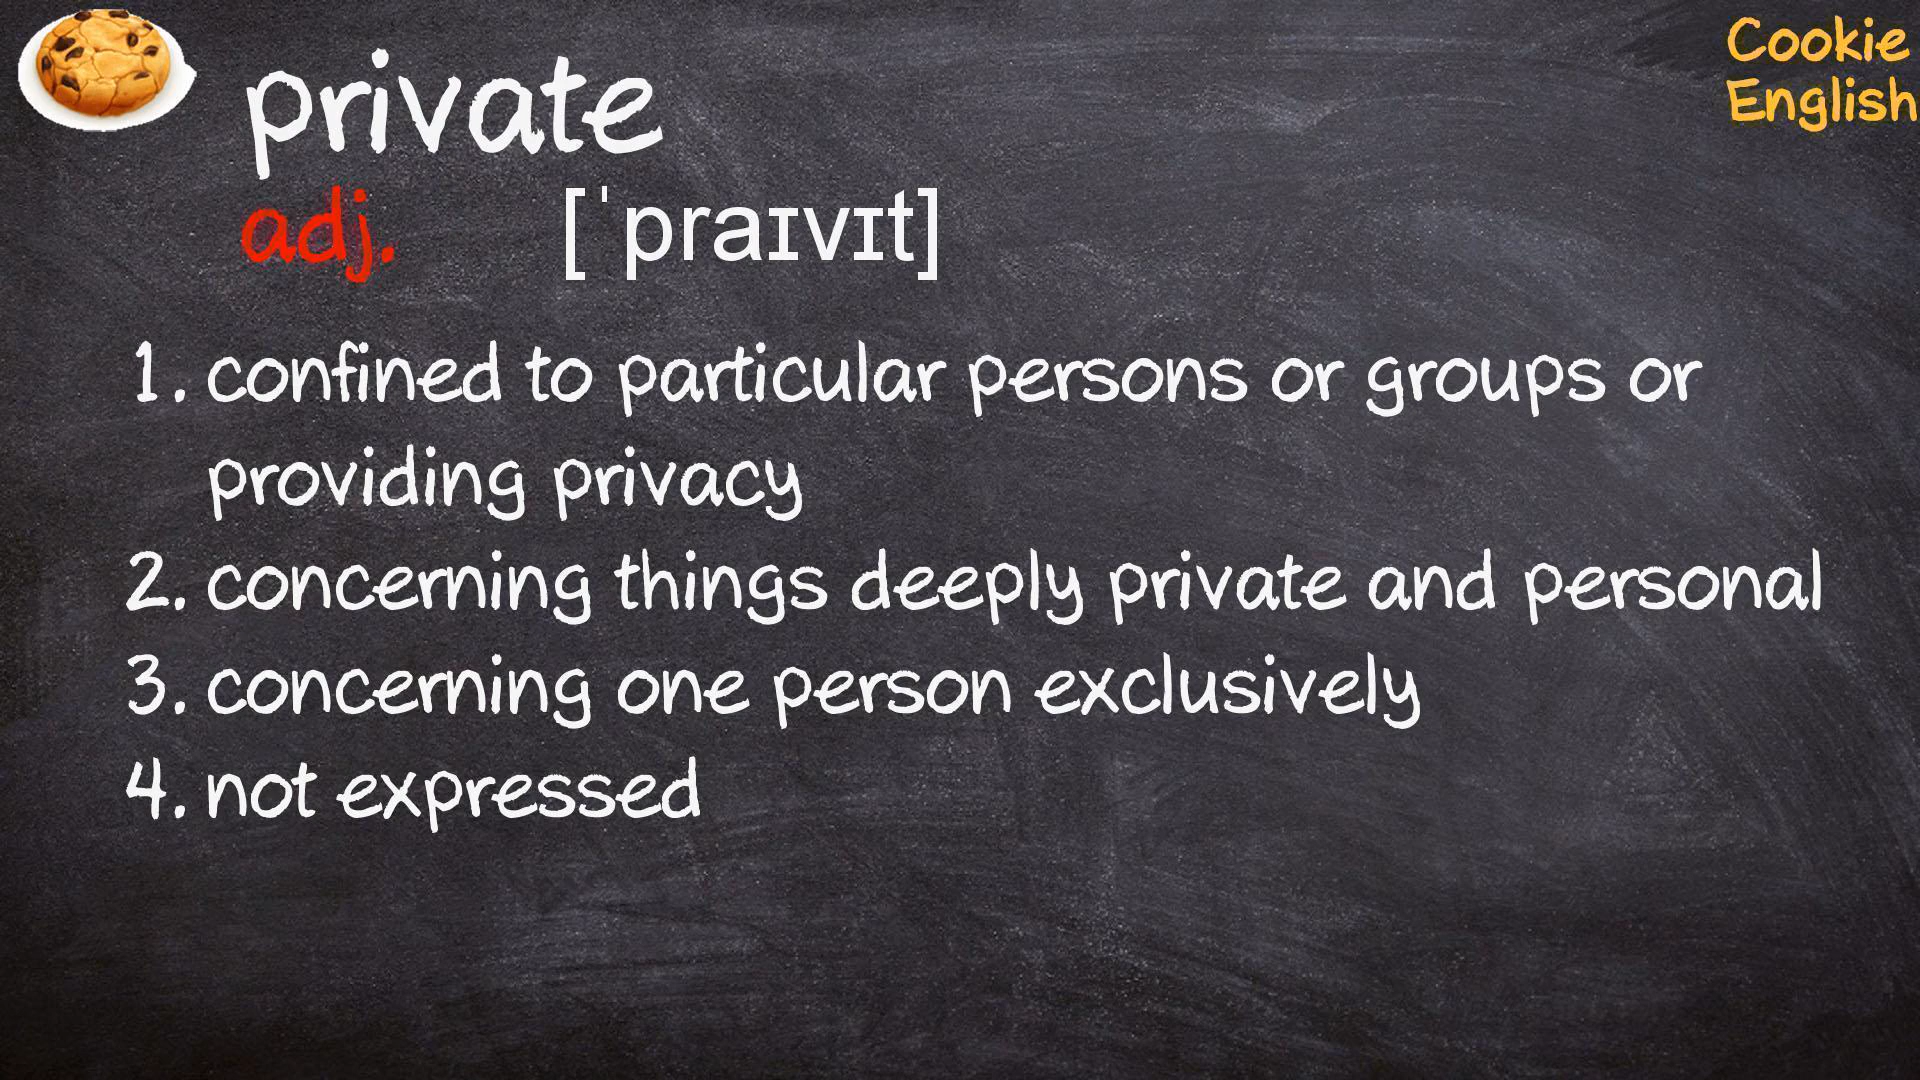 private
Cookie
English
adj. [ˈpraɪvɪt]
1. confined to particular persons or groups or
providing privacy
2. concerning things deeply private and personal
3. concerning one person exclusively
4. not expressed